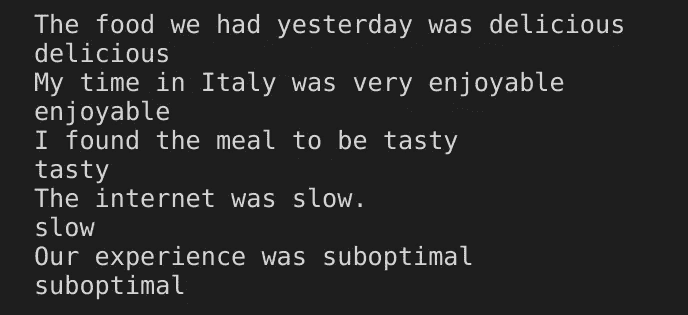 The food we had yesterday was delicious
delicious
My time in Italy was very enjoyable
enjoyable
I found the meal to be tasty
tasty
The internet was slow.
slow
Our experience was suboptimal
suboptimal